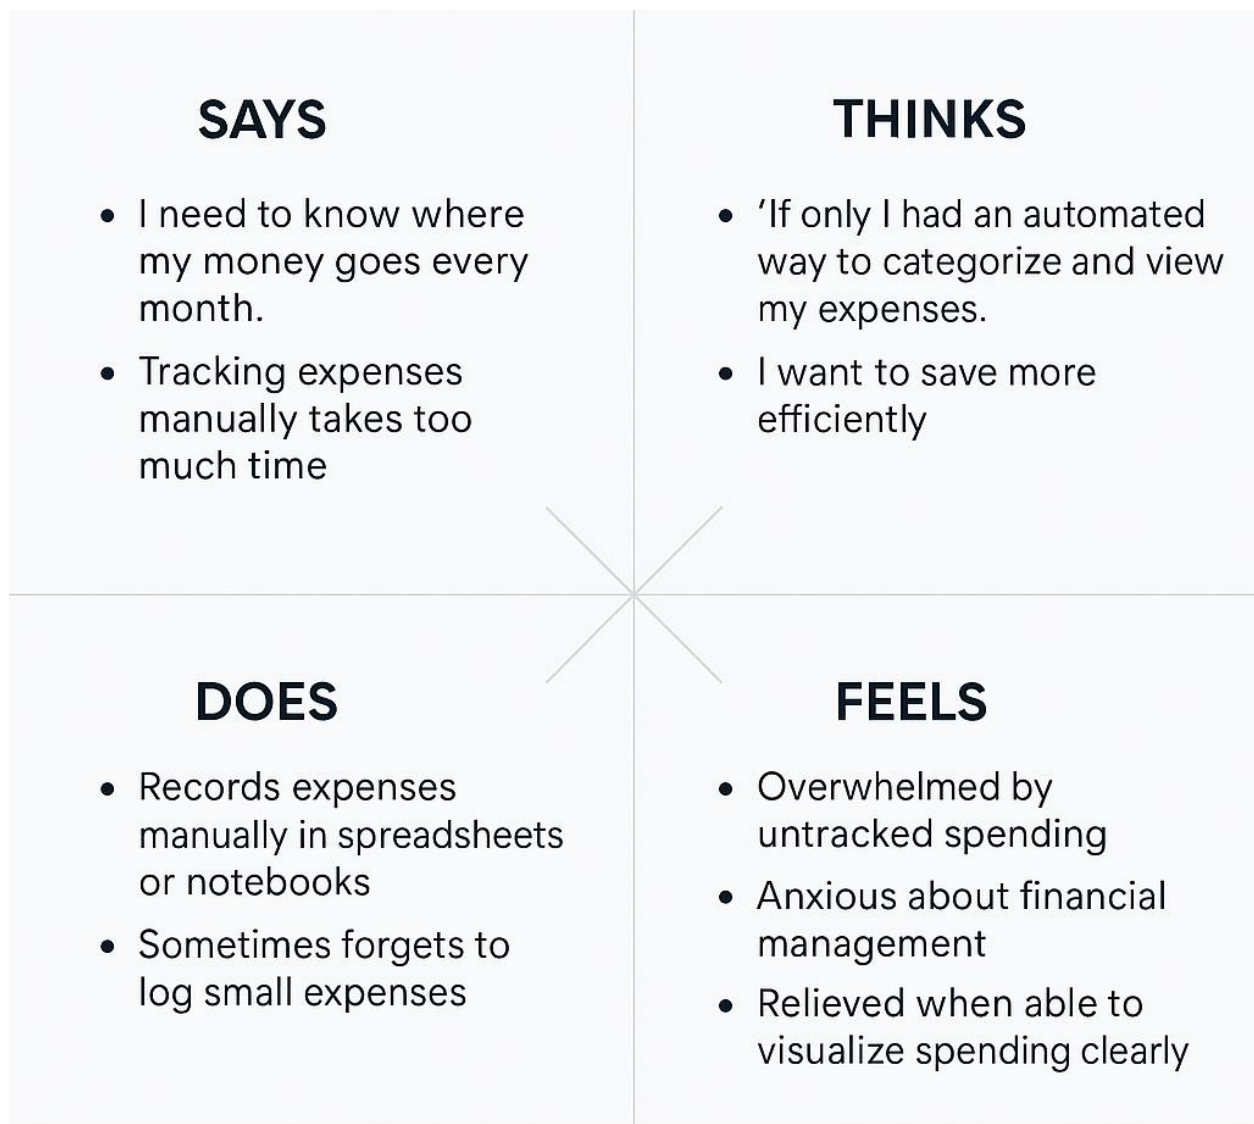 SAYS
• I need to know where
my money goes every
month.
• Tracking expenses
manually takes too
much time
THINKS
• ‘If only I had an automated
way to categorize and view
my expenses.
• I want to save more
efficiently
DOES
• Records expenses
manually in spreadsheets
or notebooks
• Sometimes forgets to
log small expenses
FEELS
• Overwhelmed by
untracked spending
• Anxious about financial
management
• Relieved when able to
visualize spending clearly